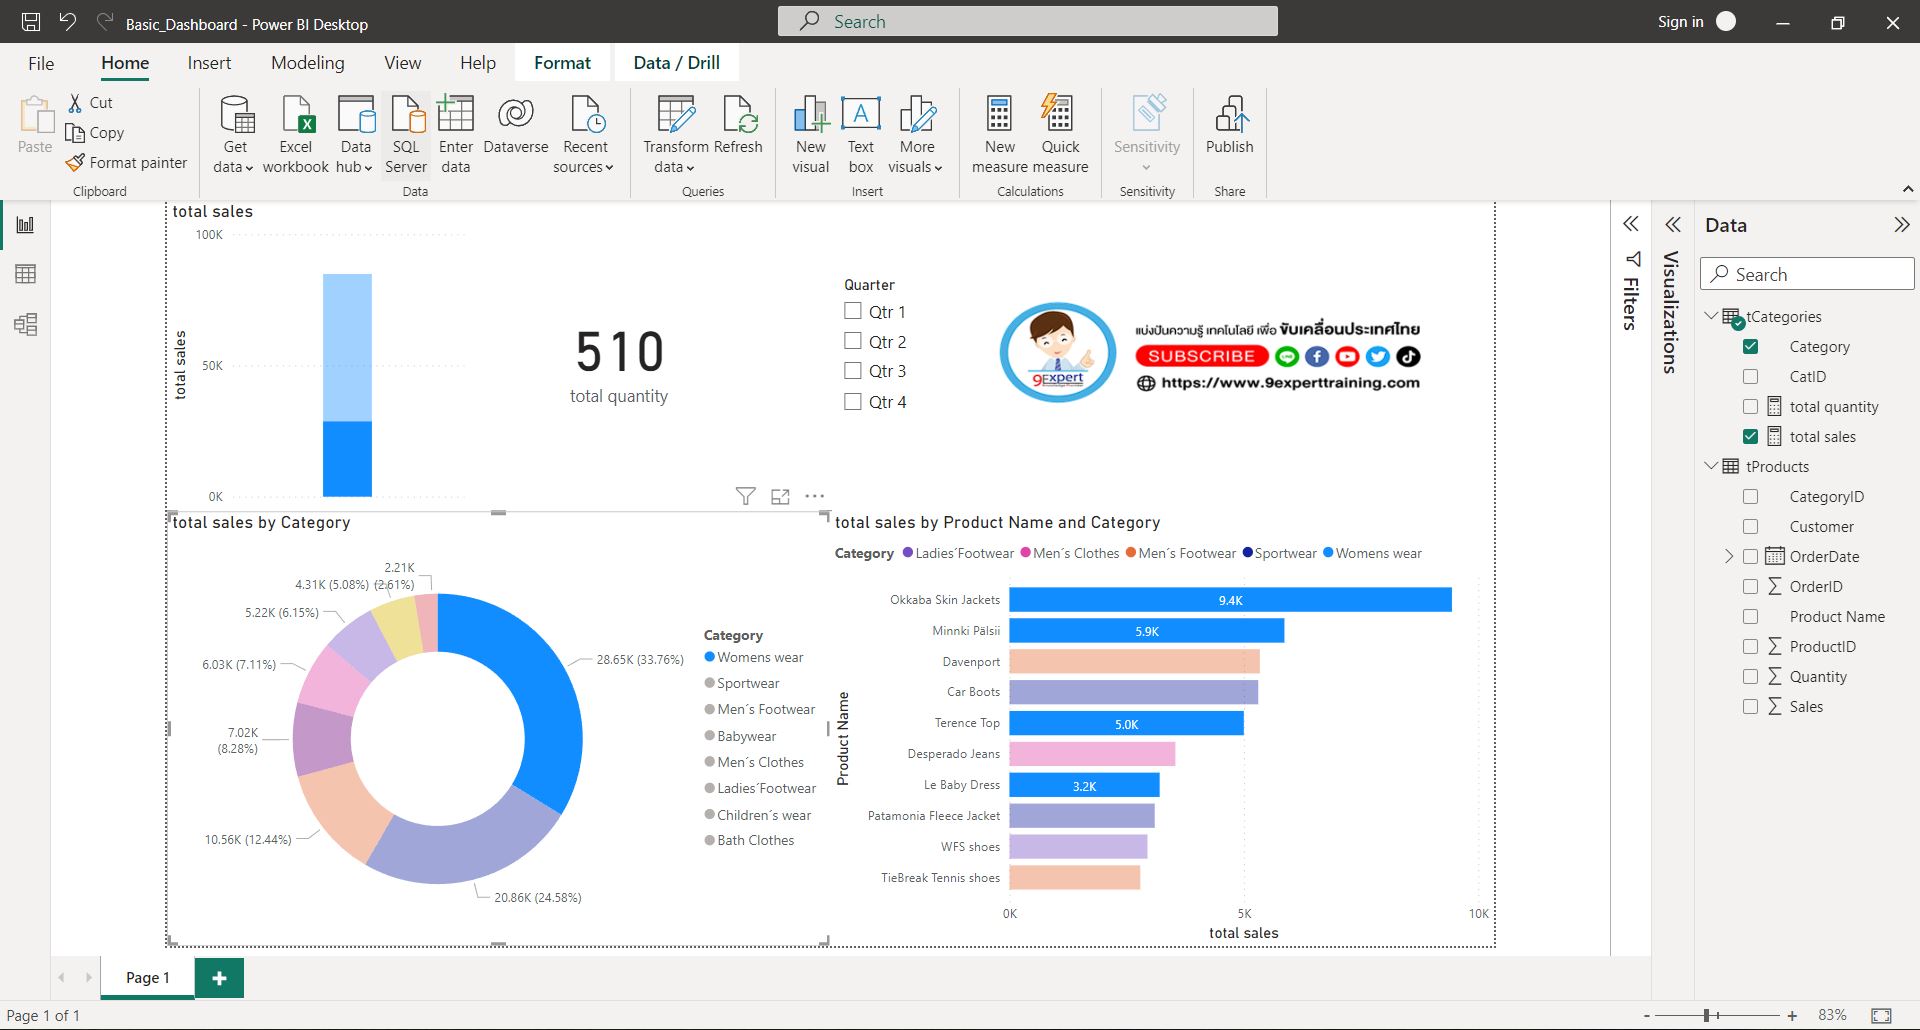 Basic_Dashboard - Power BI Desktop
Search
Sign in
File
Home
Insert
Modeling
View
Help
Format
Data / Drill
Paste
Cut
Copy
Format painter
Clipboard
Get data
Excel workbook
Data hub
SQL Server
Enter data
Dataverse
Recent sources
Data
Transform data
Refresh
Queries
New visual
Text box
More visuals
Insert
New measure
Quick measure
Calculations
Sensitivity
Sensitivity
Publish
Share
total sales
100K
50K
0K
total sales
510
total quantity
Quarter
Qtr 1
Qtr 2
Qtr 3
Qtr 4
9Expert
แบ่งปันความรู้ เทคโนโลยี เพื่อ ขับเคลื่อนประเทศไทย
SUBSCRIBE
https://www.9experttraining.com
total sales by Category
2.21K
(2.61%)
4.31K (5.08%)
5.22K (6.15%)
6.03K (7.11%)
7.02K
(8.28%)
10.56K (12.44%)
20.86K (24.58%)
28.65K (33.76%)
Category
Womens wear
Sportwear
Men´s Footwear
Babywear
Men´s Clothes
Ladies´Footwear
Children´s wear
Bath Clothes
total sales by Product Name and Category
Category Ladies´Footwear Men´s Clothes Men´s Footwear Sportwear Womens wear
Product Name
Okkaba Skin Jackets 9.4K
Minnki Pälsii 5.9K
Davenport
Car Boots
Terence Top 5.0K
Desperado Jeans
Le Baby Dress 3.2K
Patamonia Fleece Jacket
WFS shoes
TieBreak Tennis shoes
0K 5K 10K
total sales
Filters
Visualizations
Data
Search
tCategories
Category
CatID
total quantity
total sales
tProducts
CategoryID
Customer
OrderDate
OrderID
Product Name
ProductID
Quantity
Sales
Page 1
Page 1 of 1
83%